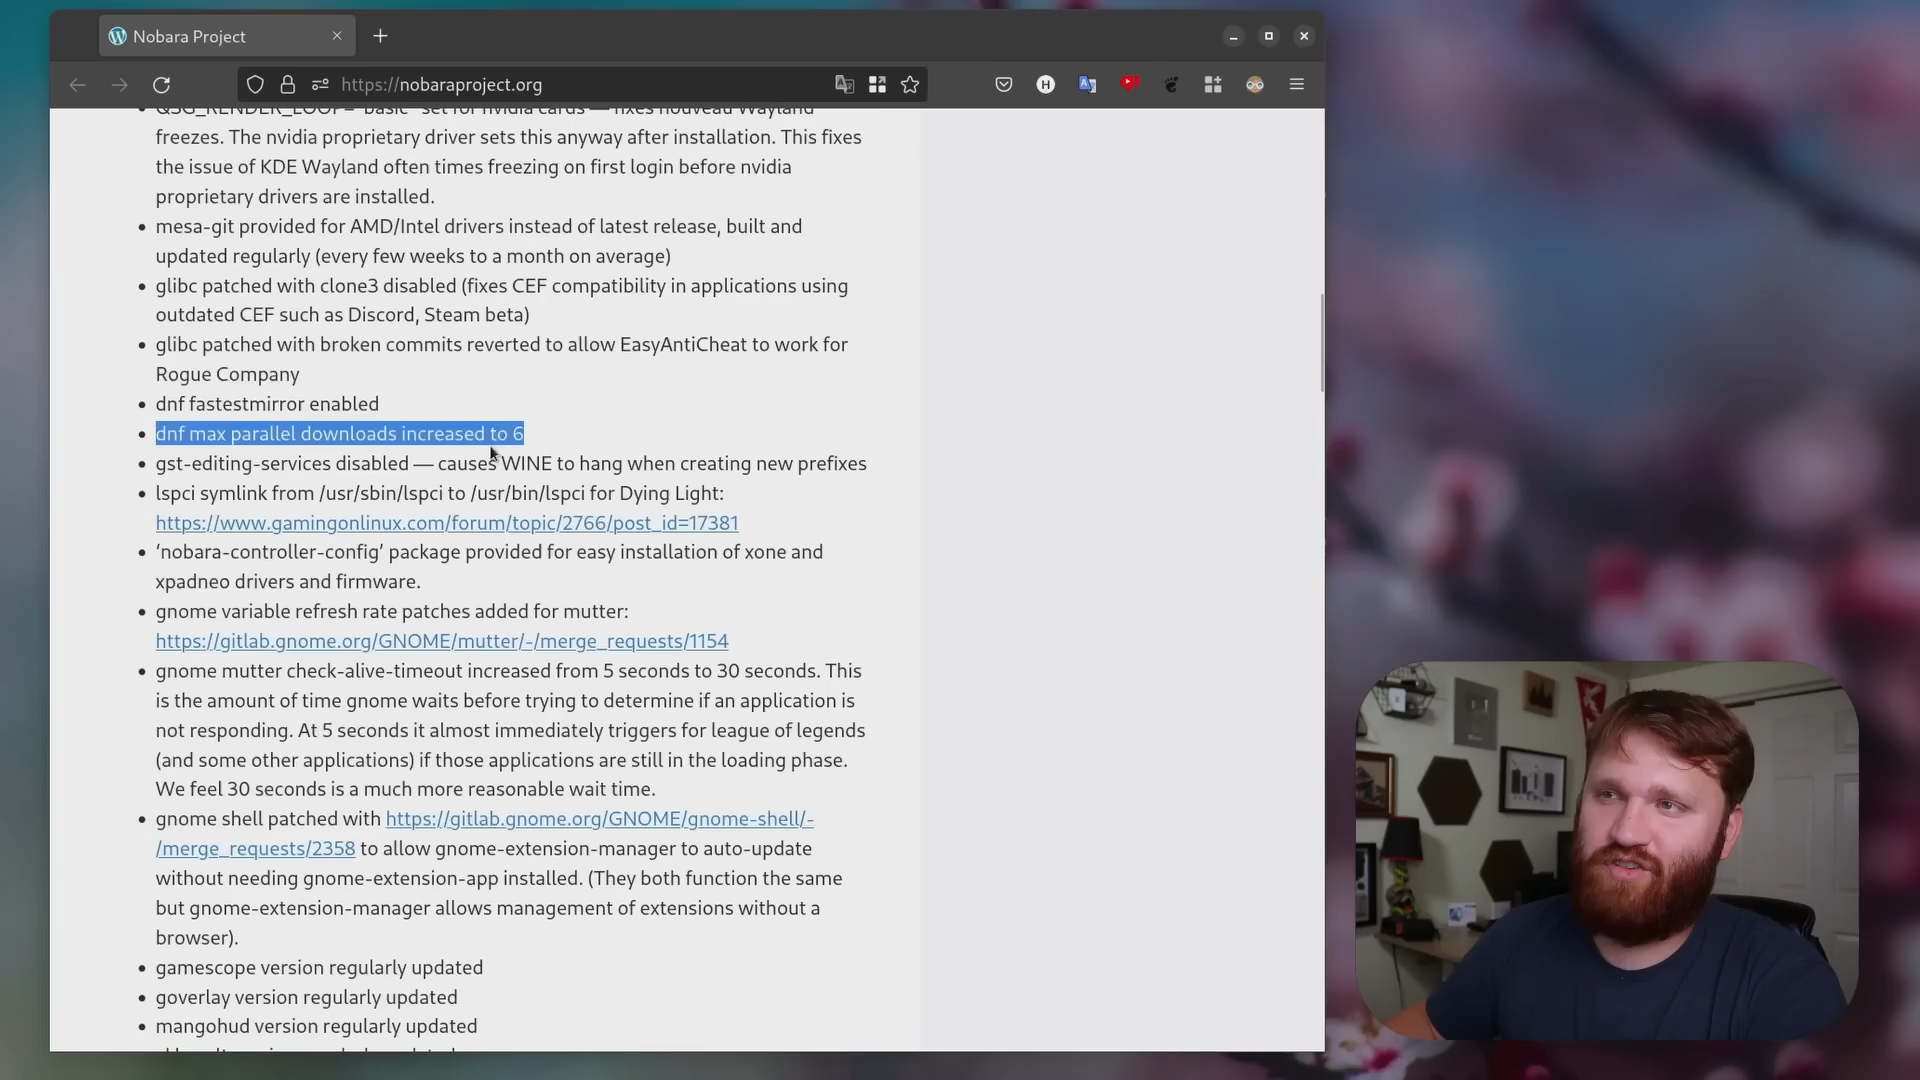 Nobara Project
https://nobaraproject.org
QSG_RENDER_LOOP="basic" set for nvidia cards — fixes nouveau Wayland
freezes. The nvidia proprietary driver sets this anyway after installation. This fixes
the issue of KDE Wayland often times freezing on first login before nvidia
proprietary drivers are installed.
mesa-git provided for AMD/Intel drivers instead of latest release, built and
updated regularly (every few weeks to a month on average)
glibc patched with clone3 disabled (fixes CEF compatibility in applications using
outdated CEF such as Discord, Steam beta)
glibc patched with broken commits reverted to allow EasyAntiCheat to work for
Rogue Company
dnf fastestmirror enabled
dnf max parallel downloads increased to 6
gst-editing-services disabled — causes WINE to hang when creating new prefixes
lspci symlink from /usr/sbin/lspci to /usr/bin/lspci for Dying Light:
https://www.gamingonlinux.com/forum/topic/2766/post_id=17381
‘nobara-controller-config’ package provided for easy installation of xone and
xpadneo drivers and firmware.
gnome variable refresh rate patches added for mutter:
https://gitlab.gnome.org/GNOME/mutter/-/merge_requests/1154
gnome mutter check-alive-timeout increased from 5 seconds to 30 seconds. This
is the amount of time gnome waits before trying to determine if an application is
not responding. At 5 seconds it almost immediately triggers for league of legends
(and some other applications) if those applications are still in the loading phase.
We feel 30 seconds is a much more reasonable wait time.
gnome shell patched with https://gitlab.gnome.org/GNOME/gnome-shell/-
/merge_requests/2358 to allow gnome-extension-manager to auto-update
without needing gnome-extension-app installed. (They both function the same
but gnome-extension-manager allows management of extensions without a
browser).
gamescope version regularly updated
goverlay version regularly updated
mangohud version regularly updated